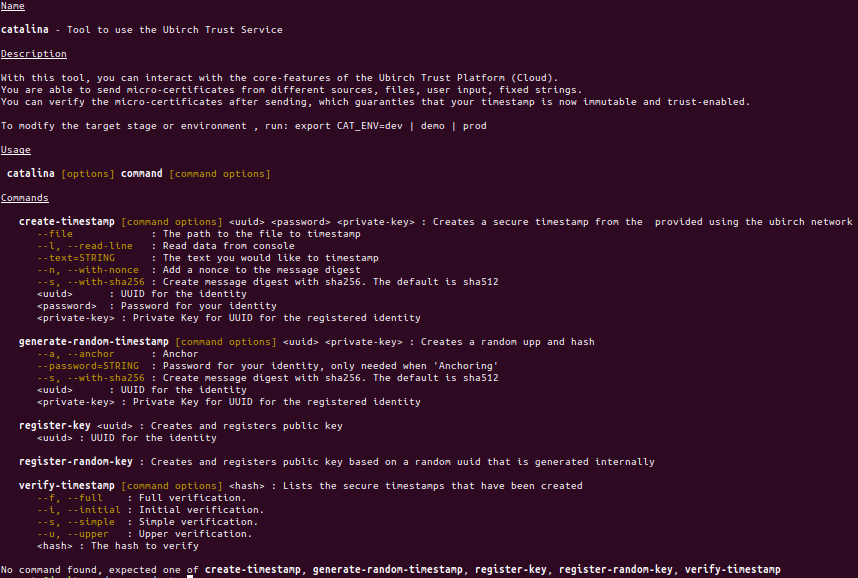 Name
catalina - Tool to use the Ubirch Trust Service
Description
With this tool, you can interact with the core-features of the Ubirch Trust Platform (Cloud).
You are able to send micro-certificates from different sources, files, user input, fixed strings.
You can verify the micro-certificates after sending, which guaranties that your timestamp is now immutable and trust-enabled.
To modify the target stage or environment , run: export CAT_ENV=dev | demo | prod
Usage
catalina [options] command [command options]
Commands
create-timestamp [command options] <uuid> <password> <private-key> : Creates a secure timestamp from the  provided using the ubirch network
--file : The path to the file to timestamp
--l, --read-line : Read data from console
--text=STRING : The text you would like to timestamp
--n, --with-nonce : Add a nonce to the message digest
--s, --with-sha256 : Create message digest with sha256. The default is sha512
<uuid> : UUID for the identity
<password> : Password for your identity
<private-key> : Private Key for UUID for the registered identity
generate-random-timestamp [command options] <uuid> <private-key> : Creates a random upp and hash
--a, --anchor : Anchor
--password=STRING : Password for your identity, only needed when 'Anchoring'
--s, --with-sha256 : Create message digest with sha256. The default is sha512
<uuid> : UUID for the identity
<private-key> : Private Key for UUID for the registered identity
register-key <uuid> : Creates and registers public key
<uuid> : UUID for the identity
register-random-key : Creates and registers public key based on a random uuid that is generated internally
verify-timestamp [command options] <hash> : Lists the secure timestamps that have been created
--f, --full : Full verification.
--i, --initial : Initial verification.
--s, --simple : Simple verification.
--u, --upper : Upper verification.
<hash> : The hash to verify
No command found, expected one of create-timestamp, generate-random-timestamp, register-key, register-random-key, verify-timestamp